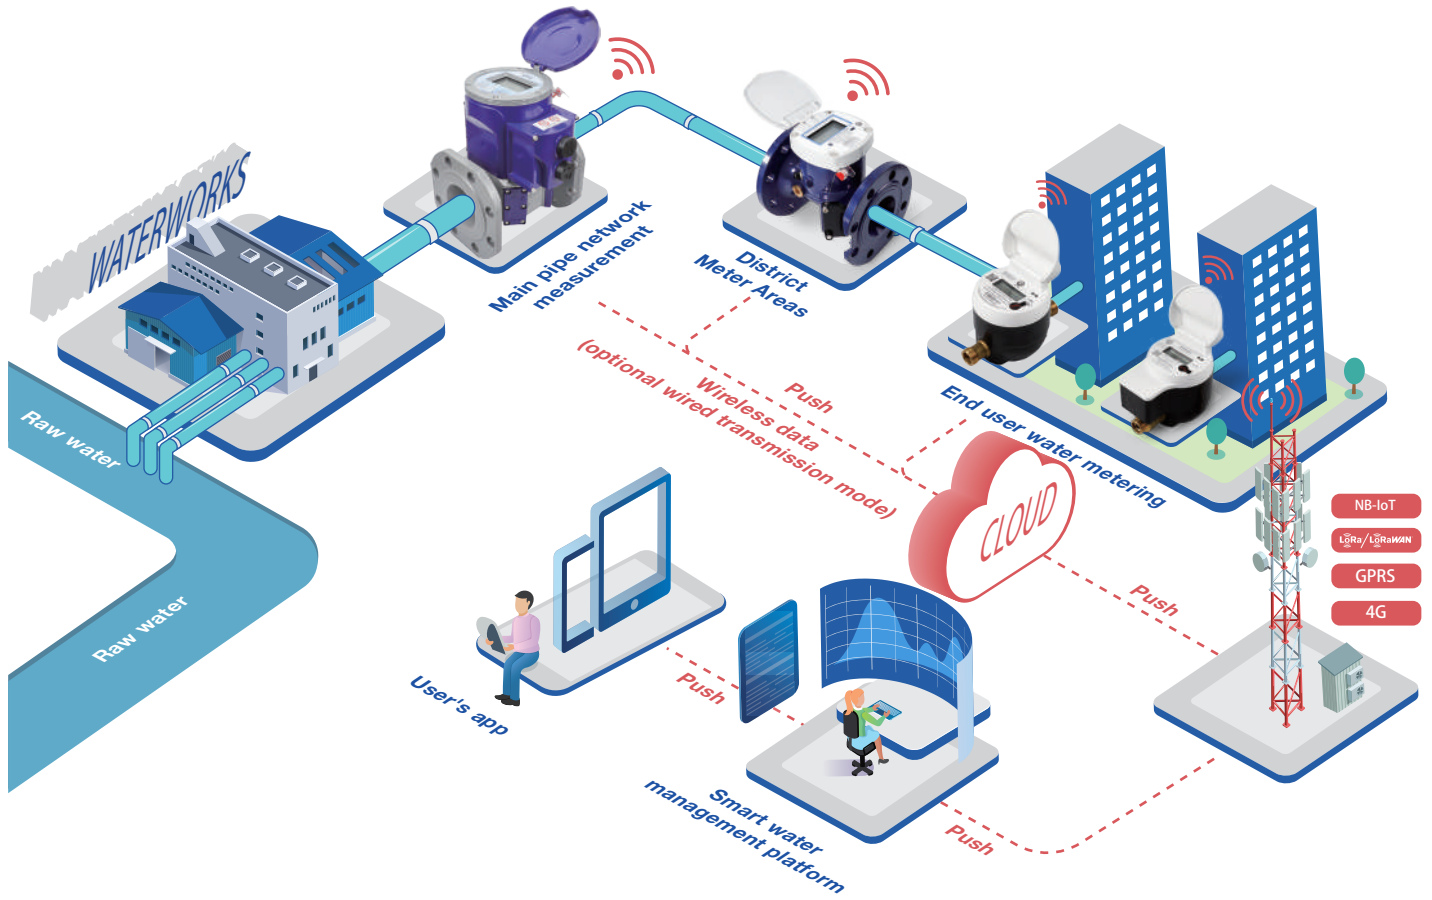 WATERWORKS
Main pipe network
measurement
District
Meter Areas
End user water metering
Raw water
Raw water
Push
Wireless data
(optional wired transmission mode)
CLOUD
Push
NB-IoT
LoRa/LoRaWAN
GPRS
4G
User's app
Push
Smart water
management platform
Push